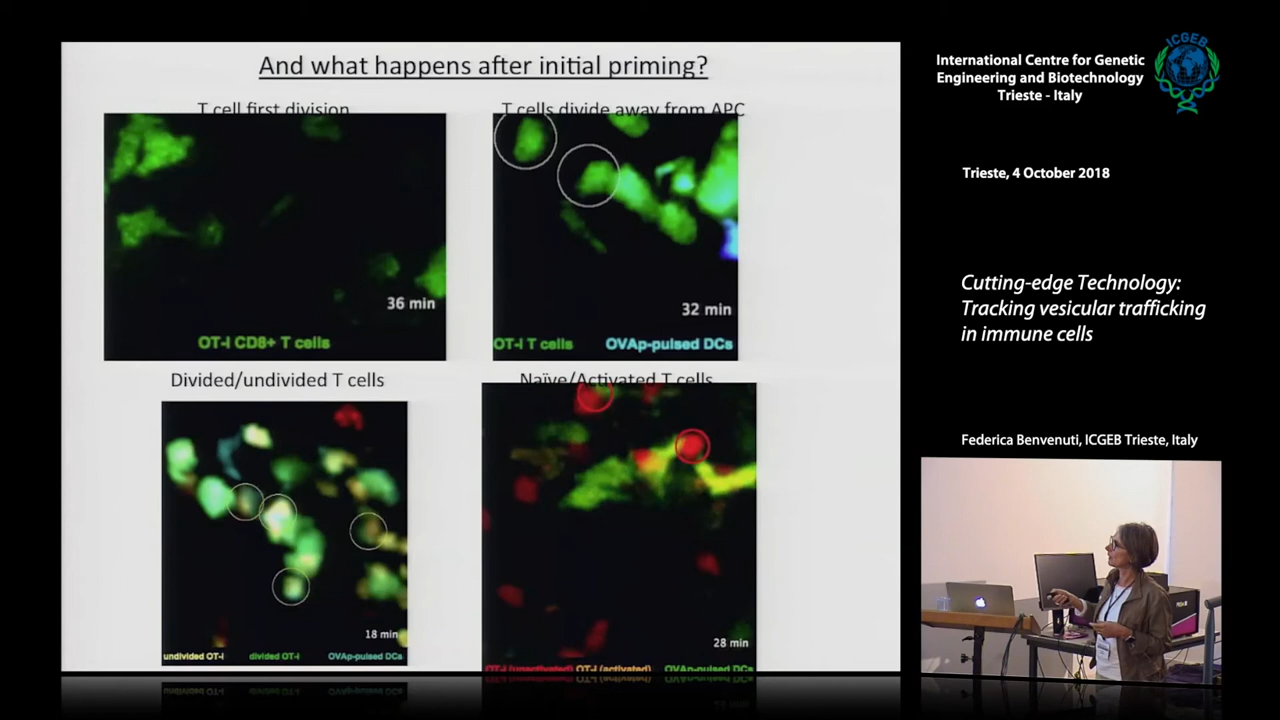 And what happens after initial priming?
T cell first division
T cells divide away from APC
36 min
OT-I CD8+ T cells
32 min
OT-I T cells
OVAp-pulsed DCs
Divided/undivided T cells
Naïve/Activated T cells
18 min
undivided OT-I
divided OT-I
OVAp-pulsed DCs
28 min
OT-I (unactivated)
OT-I (activated)
OVAp-pulsed DCs
International Centre for Genetic
Engineering and Biotechnology
Trieste - Italy
ICGEB
Trieste, 4 October 2018
Cutting-edge Technology:
Tracking vesicular trafficking
in immune cells
Federica Benvenuti, ICGEB Trieste, Italy